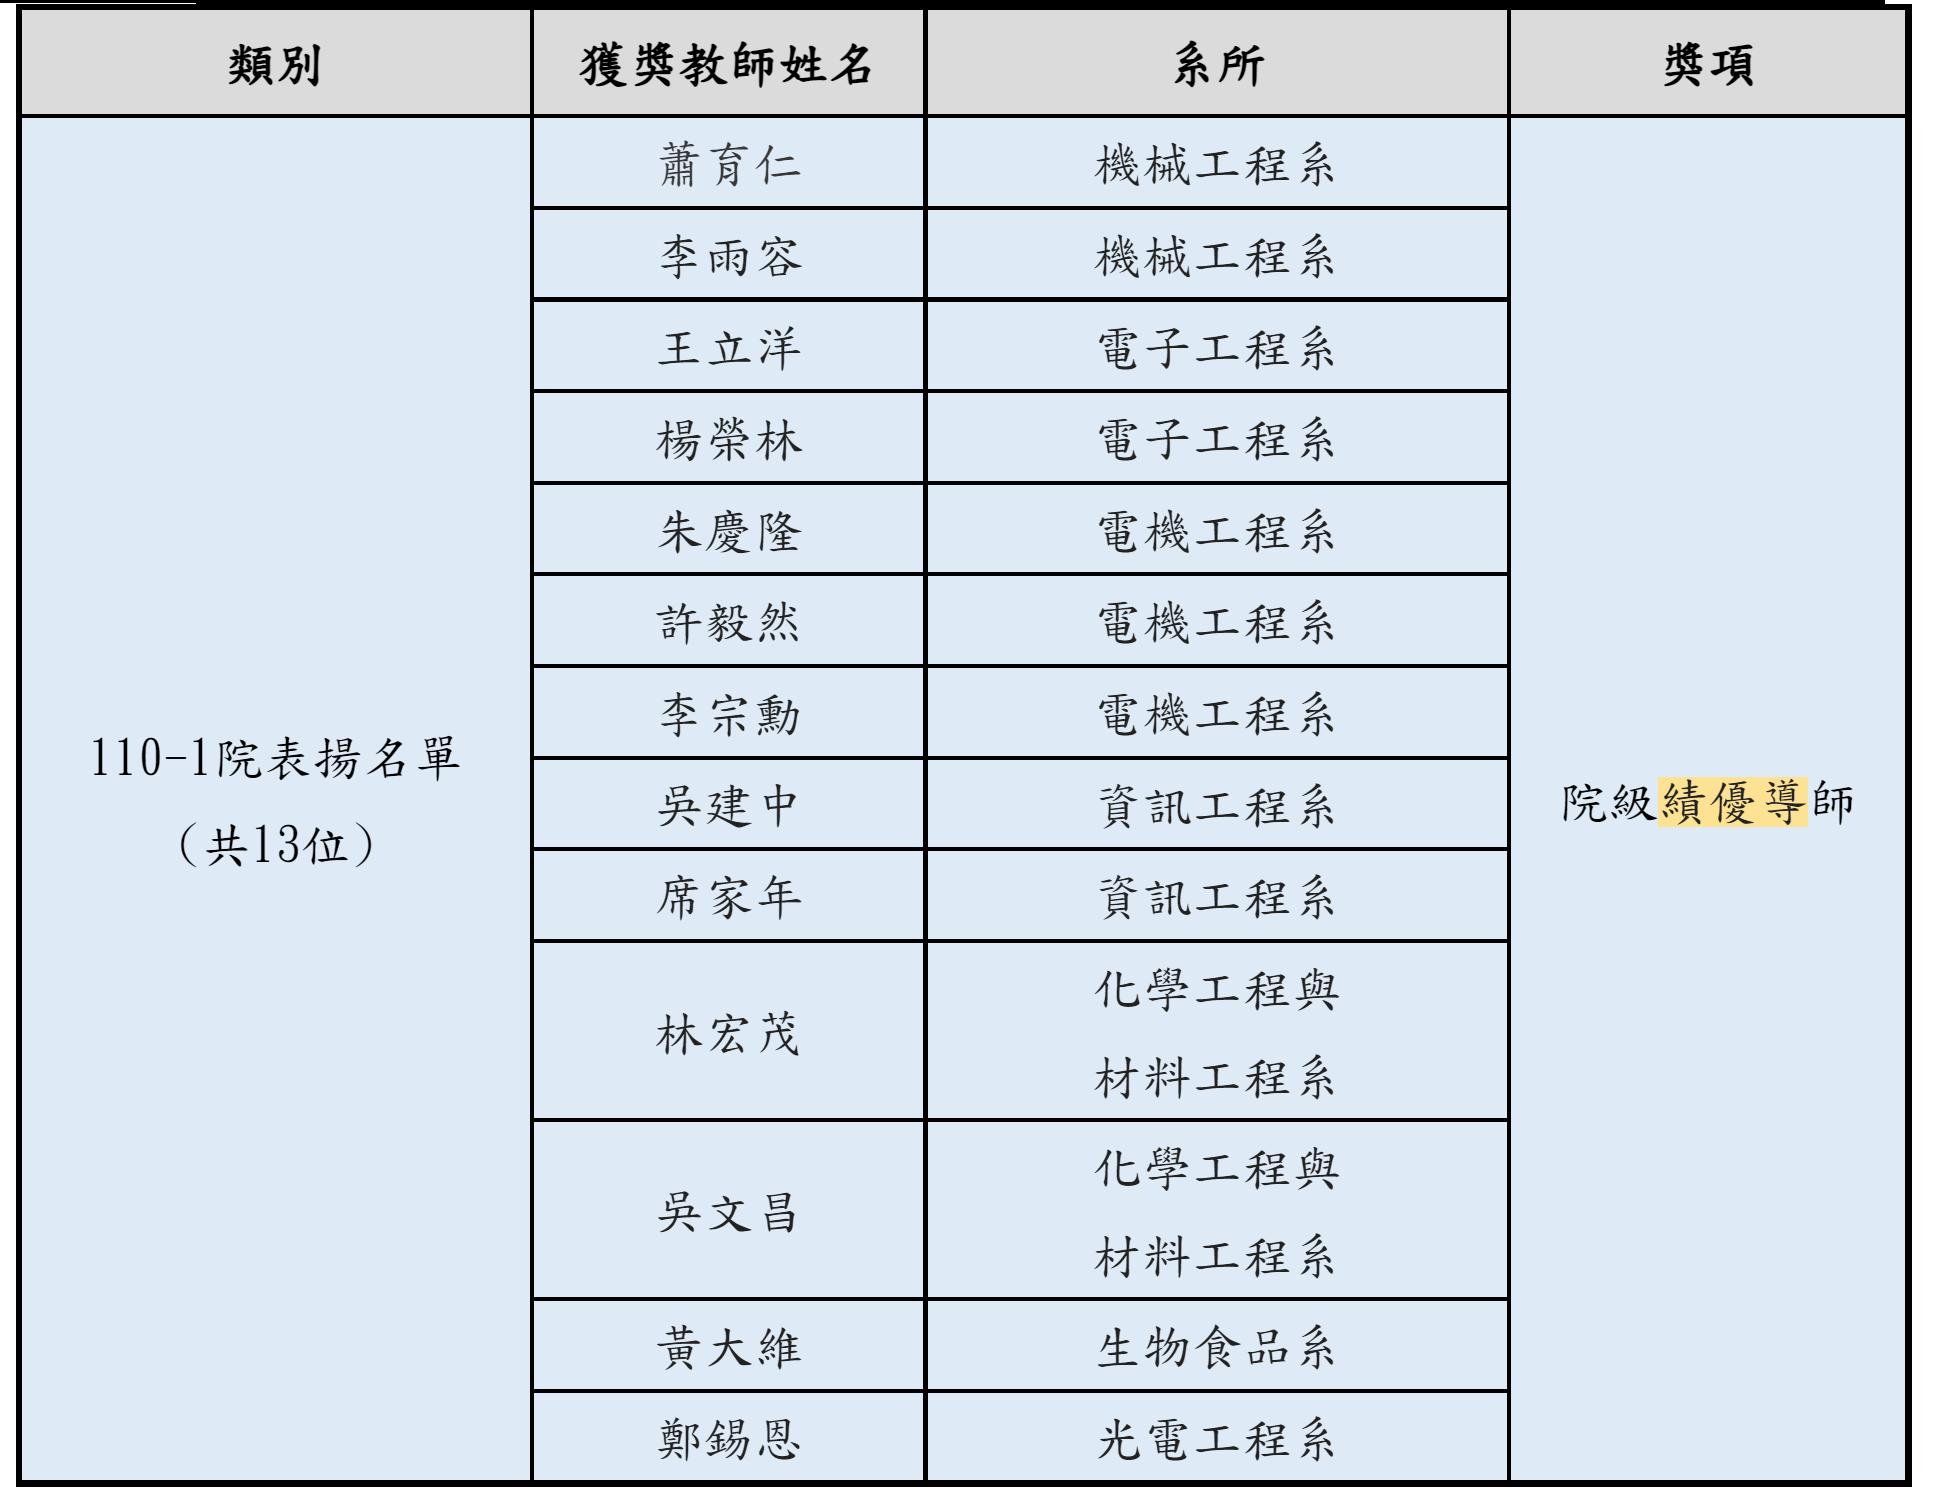 類別 獲獎教師姓名 系所 獎項
蕭育仁 機械工程系
李雨容 機械工程系
王立洋 電子工程系
楊榮林 電子工程系
朱慶隆 電機工程系
許毅然 電機工程系
李宗勳 電機工程系
110-1院表揚名單
(共13位)
吳建中 資訊工程系
院級績優導師
席家年 資訊工程系
林宏茂 化學工程與
材料工程系
吳文昌 化學工程與
材料工程系
黃大維 生物食品系
鄭錫恩 光電工程系